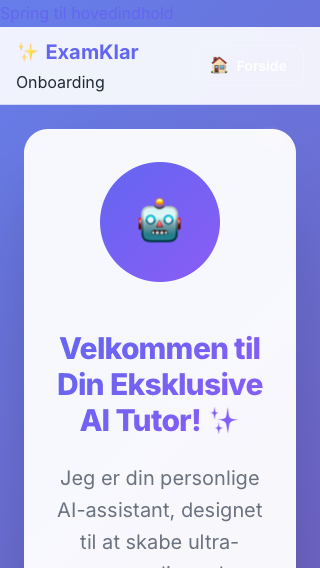 Spring til hovedindhold
✨ ExamKlar
Onboarding
🏠 Forside
Velkommen til
Din Eksklusive
AI Tutor! ✨
Jeg er din personlige
AI-assistant, designet
til at skabe ultra-